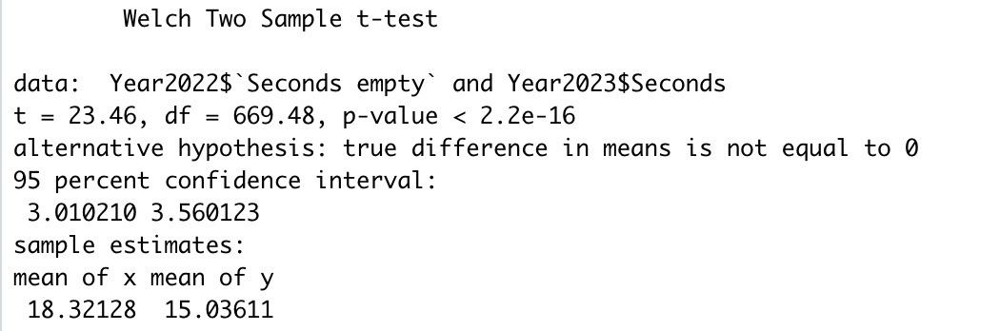 Welch Two Sample t-test
data:  Year2022$`Seconds empty` and Year2023$Seconds
t = 23.46, df = 669.48, p-value < 2.2e-16
alternative hypothesis: true difference in means is not equal to 0
95 percent confidence interval:
3.010210 3.560123
sample estimates:
mean of x mean of y
18.32128  15.03611